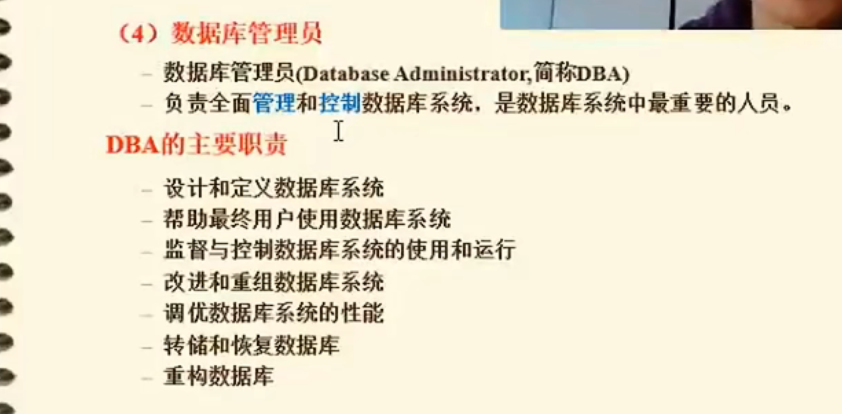 （4）数据库管理员
– 数据库管理员(Database Administrator,简称DBA)
– 负责全面管理和控制数据库系统，是数据库系统中最重要的人员。
DBA的主要职责
– 设计和定义数据库系统
– 帮助最终用户使用数据库系统
– 监督与控制数据库系统的使用和运行
– 改进和重组数据库系统
– 调优数据库系统的性能
– 转储和恢复数据库
– 重构数据库